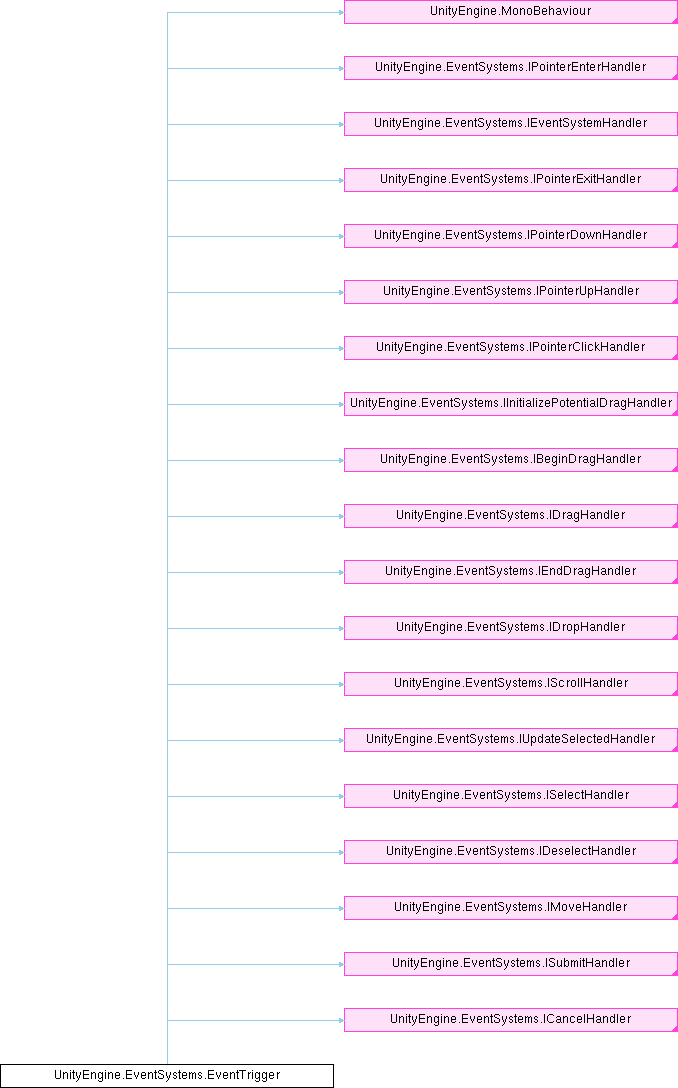 UnityEngine.MonoBehaviour
UnityEngine.EventSystems.IPointerEnterHandler
UnityEngine.EventSystems.IEventSystemHandler
UnityEngine.EventSystems.IPointerExitHandler
UnityEngine.EventSystems.IPointerDownHandler
UnityEngine.EventSystems.IPointerUpHandler
UnityEngine.EventSystems.IPointerClickHandler
UnityEngine.EventSystems.IInitializePotentialDragHandler
UnityEngine.EventSystems.IBeginDragHandler
UnityEngine.EventSystems.IDragHandler
UnityEngine.EventSystems.IEndDragHandler
UnityEngine.EventSystems.IDropHandler
UnityEngine.EventSystems.IScrollHandler
UnityEngine.EventSystems.IUpdateSelectedHandler
UnityEngine.EventSystems.ISelectHandler
UnityEngine.EventSystems.IDeselectHandler
UnityEngine.EventSystems.IMoveHandler
UnityEngine.EventSystems.ISubmitHandler
UnityEngine.EventSystems.ICancelHandler
UnityEngine.EventSystems.EventTrigger